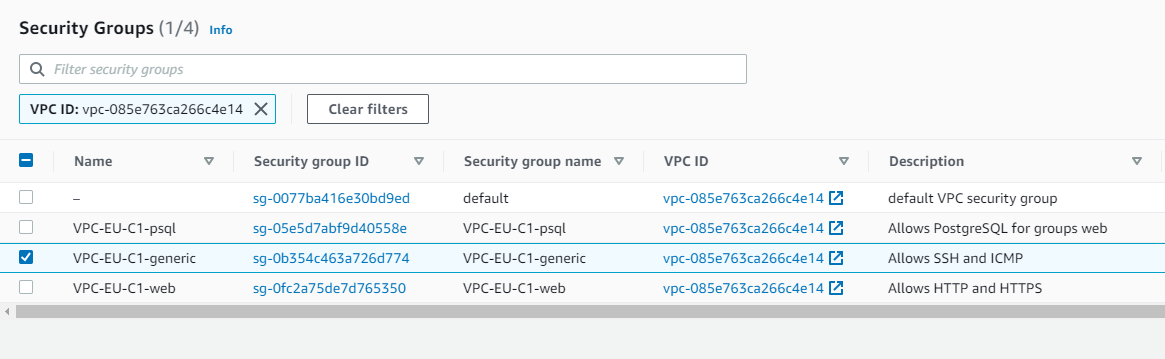 Security Groups (1/4) Info
Filter security groups
VPC ID: vpc-085e763ca266c4e14 Clear filters
Name Security group ID Security group name VPC ID Description
– sg-0077ba416e30bd9ed default vpc-085e763ca266c4e14 default VPC security group
VPC-EU-C1-psql sg-05e5d7abf9d40558e VPC-EU-C1-psql vpc-085e763ca266c4e14 Allows PostgreSQL for groups web
VPC-EU-C1-generic sg-0b354c463a726d774 VPC-EU-C1-generic vpc-085e763ca266c4e14 Allows SSH and ICMP
VPC-EU-C1-web sg-0fc2a75de7d765350 VPC-EU-C1-web vpc-085e763ca266c4e14 Allows HTTP and HTTPS